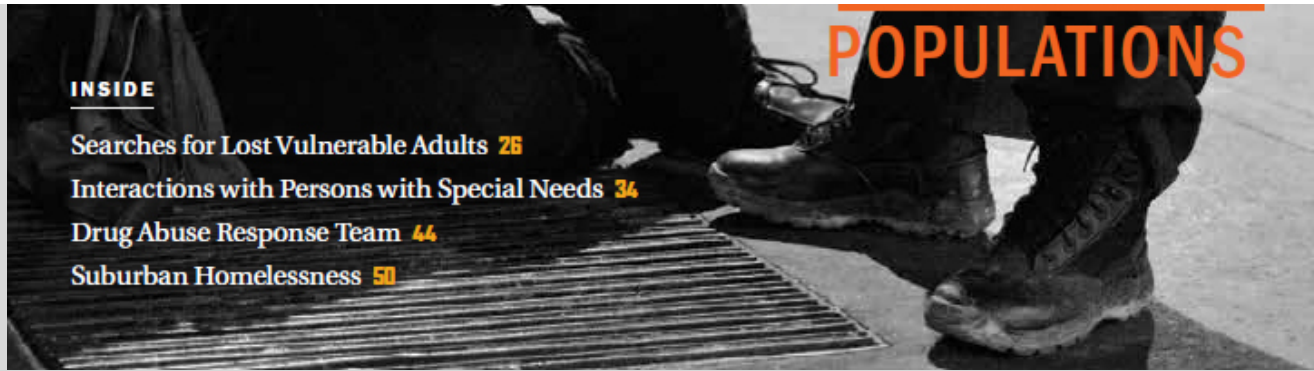 POPULATIONS
INSIDE
Searches for Lost Vulnerable Adults 26
Interactions with Persons with Special Needs 34
Drug Abuse Response Team 44
Suburban Homelessness 50